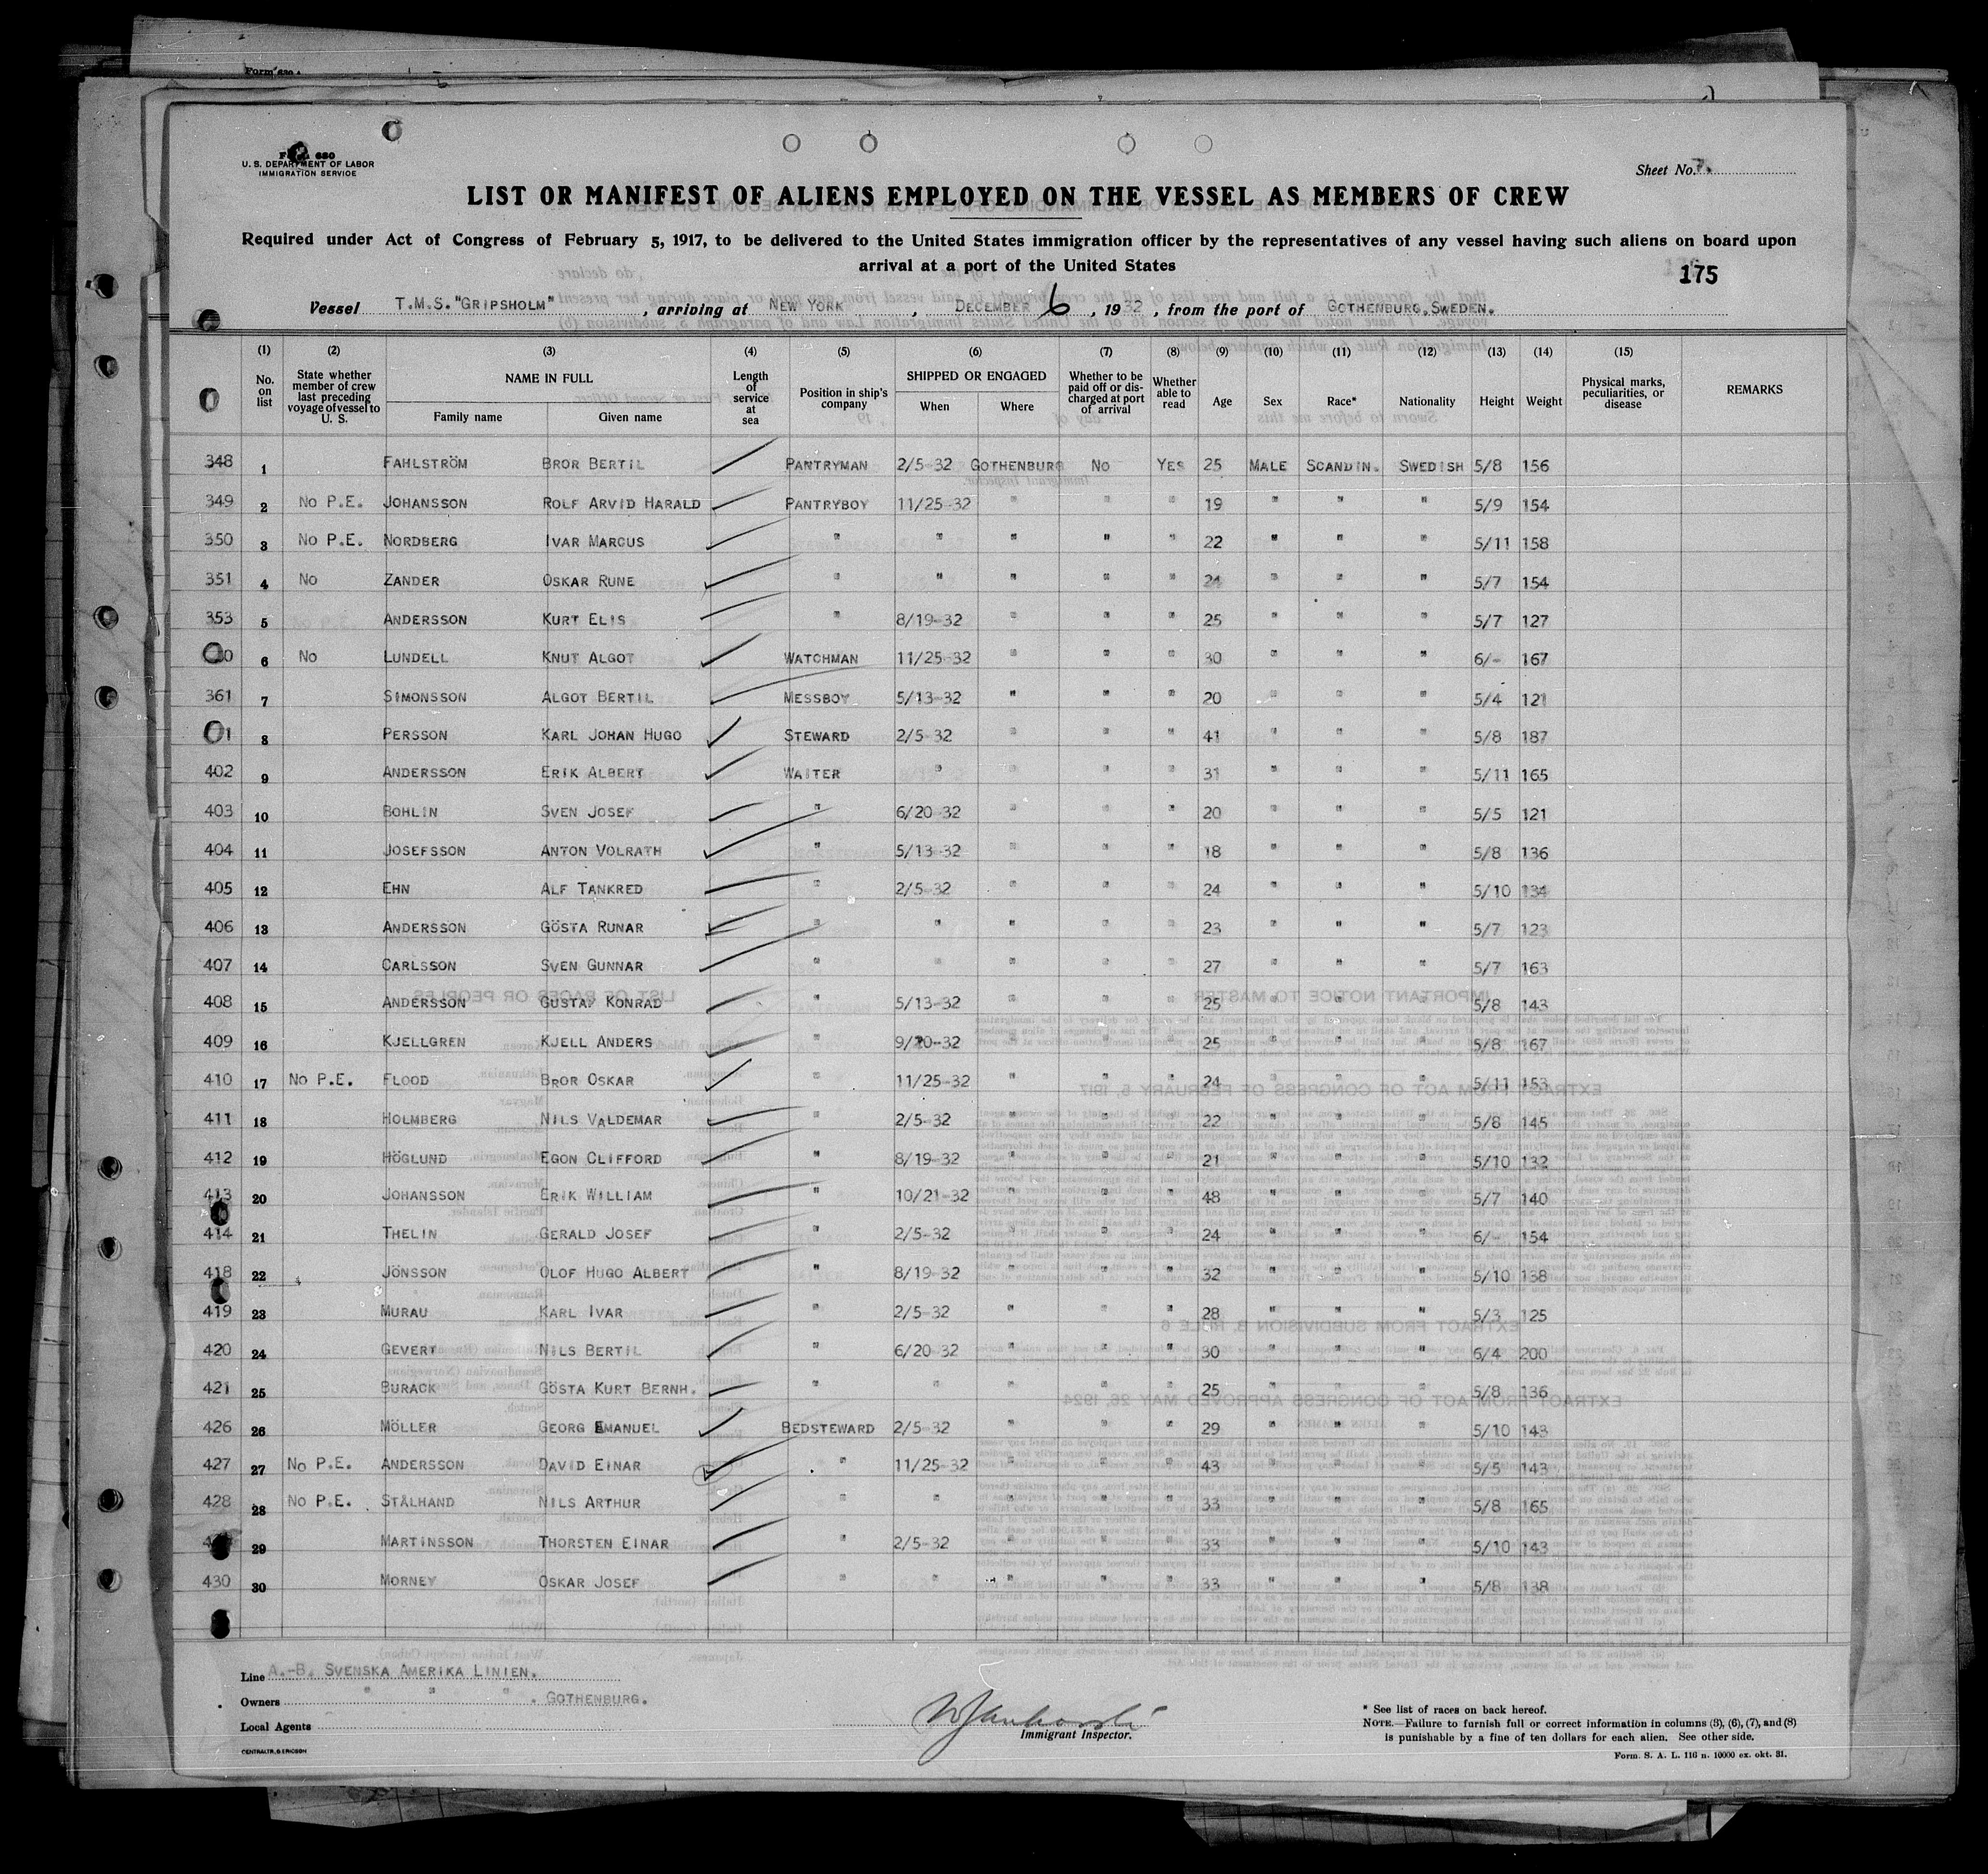 Form 630
U. S. DEPARTMENT OF LABOR
IMMIGRATION SERVICE
Sheet No. 7.
LIST OR MANIFEST OF ALIENS EMPLOYED ON THE VESSEL AS MEMBERS OF CREW
Required under Act of Congress of February 5, 1917, to be delivered to the United States immigration officer by the representatives of any vessel having such aliens on board upon
arrival at a port of the United States
175
Vessel T.M.S."GRIPSHOLM" , arriving at NEW YORK , DECEMBER 6 , 1932 , from the port of GOTHENBURG.SWEDEN.
(1) (2) (3) (4) (5) (6) (7) (8) (9) (10) (11) (12) (13) (14) (15)
No. on list | State whether member of crew last preceding voyage of vessel to U. S. | NAME IN FULL Family name Given name | Length of service at sea | Position in ship's company | SHIPPED OR ENGAGED When Where | Whether to be paid off or discharged at port of arrival | Whether able to read | Age | Sex | Race* | Nationality | Height | Weight | Physical marks, peculiarities, or disease | REMARKS
348 1 FAHLSTRÖM BROR BERTIL PANTRYMAN 2/5-32 GOTHENBURG NO YES 25 MALE SCANDIN. SWEDISH 5/8 156
349 2 NO P.E. JOHANSSON ROLF ARVID HARALD PANTRYBOY 11/25-32 " " " 19 " " " 5/9 154
350 3 NO P.E. NORDBERG IVAR MARCUS " " " " " 22 " " " 5/11 158
351 4 NO ZANDER OSKAR RUNE " " " " " 24 " " " 5/7 154
353 5 ANDERSSON KURT ELIS " 8/19-32 " " " 25 " " " 5/7 127
6 NO LUNDELL KNUT ALGOT WATCHMAN 11/25-32 " " " 30 " " " 6/- 167
361 7 SIMONSSON ALGOT BERTIL MESSBOY 5/13-32 " " " 20 " " " 5/4 121
8 PERSSON KARL JOHAN HUGO STEWARD 2/5-32 " " " 41 " " " 5/8 187
402 9 ANDERSSON ERIK ALBERT WAITER " " " " 31 " " " 5/11 165
403 10 BOHLIN SVEN JOSEF " 6/20-32 " " " 20 " " " 5/5 121
404 11 JOSEFSSON ANTON VOLRATH " 5/13-32 " " " 18 " " " 5/8 136
405 12 EHN ALF TANKRED " 2/5-32 " " " 24 " " " 5/10 134
406 13 ANDERSSON GÖSTA RUNAR " " " " " 23 " " " 5/7 123
407 14 CARLSSON SVEN GUNNAR " " " " " 27 " " " 5/7 163
408 15 ANDERSSON GUSTAF KONRAD " 5/13-32 " " " 25 " " " 5/8 143
409 16 KJELLGREN KJELL ANDERS " 9/20-32 " " " 25 " " " 5/8 167
410 17 NO P.E. FLOOD BROR OSKAR " 11/25-32 " " " 24 " " " 5/11 153
411 18 HOLMBERG NILS VALDEMAR " 2/5-32 " " " 22 " " " 5/8 145
412 19 HÖGLUND EGON CLIFFORD " 8/19-32 " " " 21 " " " 5/10 132
413 20 JOHANSSON ERIK WILLIAM " 10/21-32 " " " 48 " " " 5/7 140
414 21 THELIN GERALD JOSEF " 2/5-32 " " " 24 " " " 6/- 154
418 22 JÖNSSON OLOF HUGO ALBERT " 8/19-32 " " " 32 " " " 5/10 138
419 23 MURAU KARL IVAR " 2/5-32 " " " 28 " " " 5/3 125
420 24 GEVERT NILS BERTIL " 6/20-32 " " " 30 " " " 6/4 200
421 25 BURACK GÖSTA KURT BERNH. " " " " " 25 " " " 5/8 136
426 26 MÖLLER GEORG EMANUEL BEDSTEWARD 2/5-32 " " " 29 " " " 5/10 143
427 27 NO P.E. ANDERSSON DAVID EINAR " 11/25-32 " " " 43 " " " 5/5 143
428 28 NO P.E. STÅLHAND NILS ARTHUR " " " " " 33 " " " 5/8 165
29 MARTINSSON THORSTEN EINAR " 2/5-32 " " " 33 " " " 5/10 143
430 30 MORNEY OSKAR JOSEF " " " " " 33 " " " 5/8 138
Line A.-B. SVENSKA AMERIKA LINIEN.
Owners " " " . GOTHENBURG.
Local Agents
Immigrant Inspector.
CENTRALTR. G. ERICSON
* See list of races on back hereof.
NOTE.—Failure to furnish full or correct information in columns (3), (6), (7), and (8)
is punishable by a fine of ten dollars for each alien. See other side.
Form. S. A. L. 116 n. 10000 ex. okt. 31.